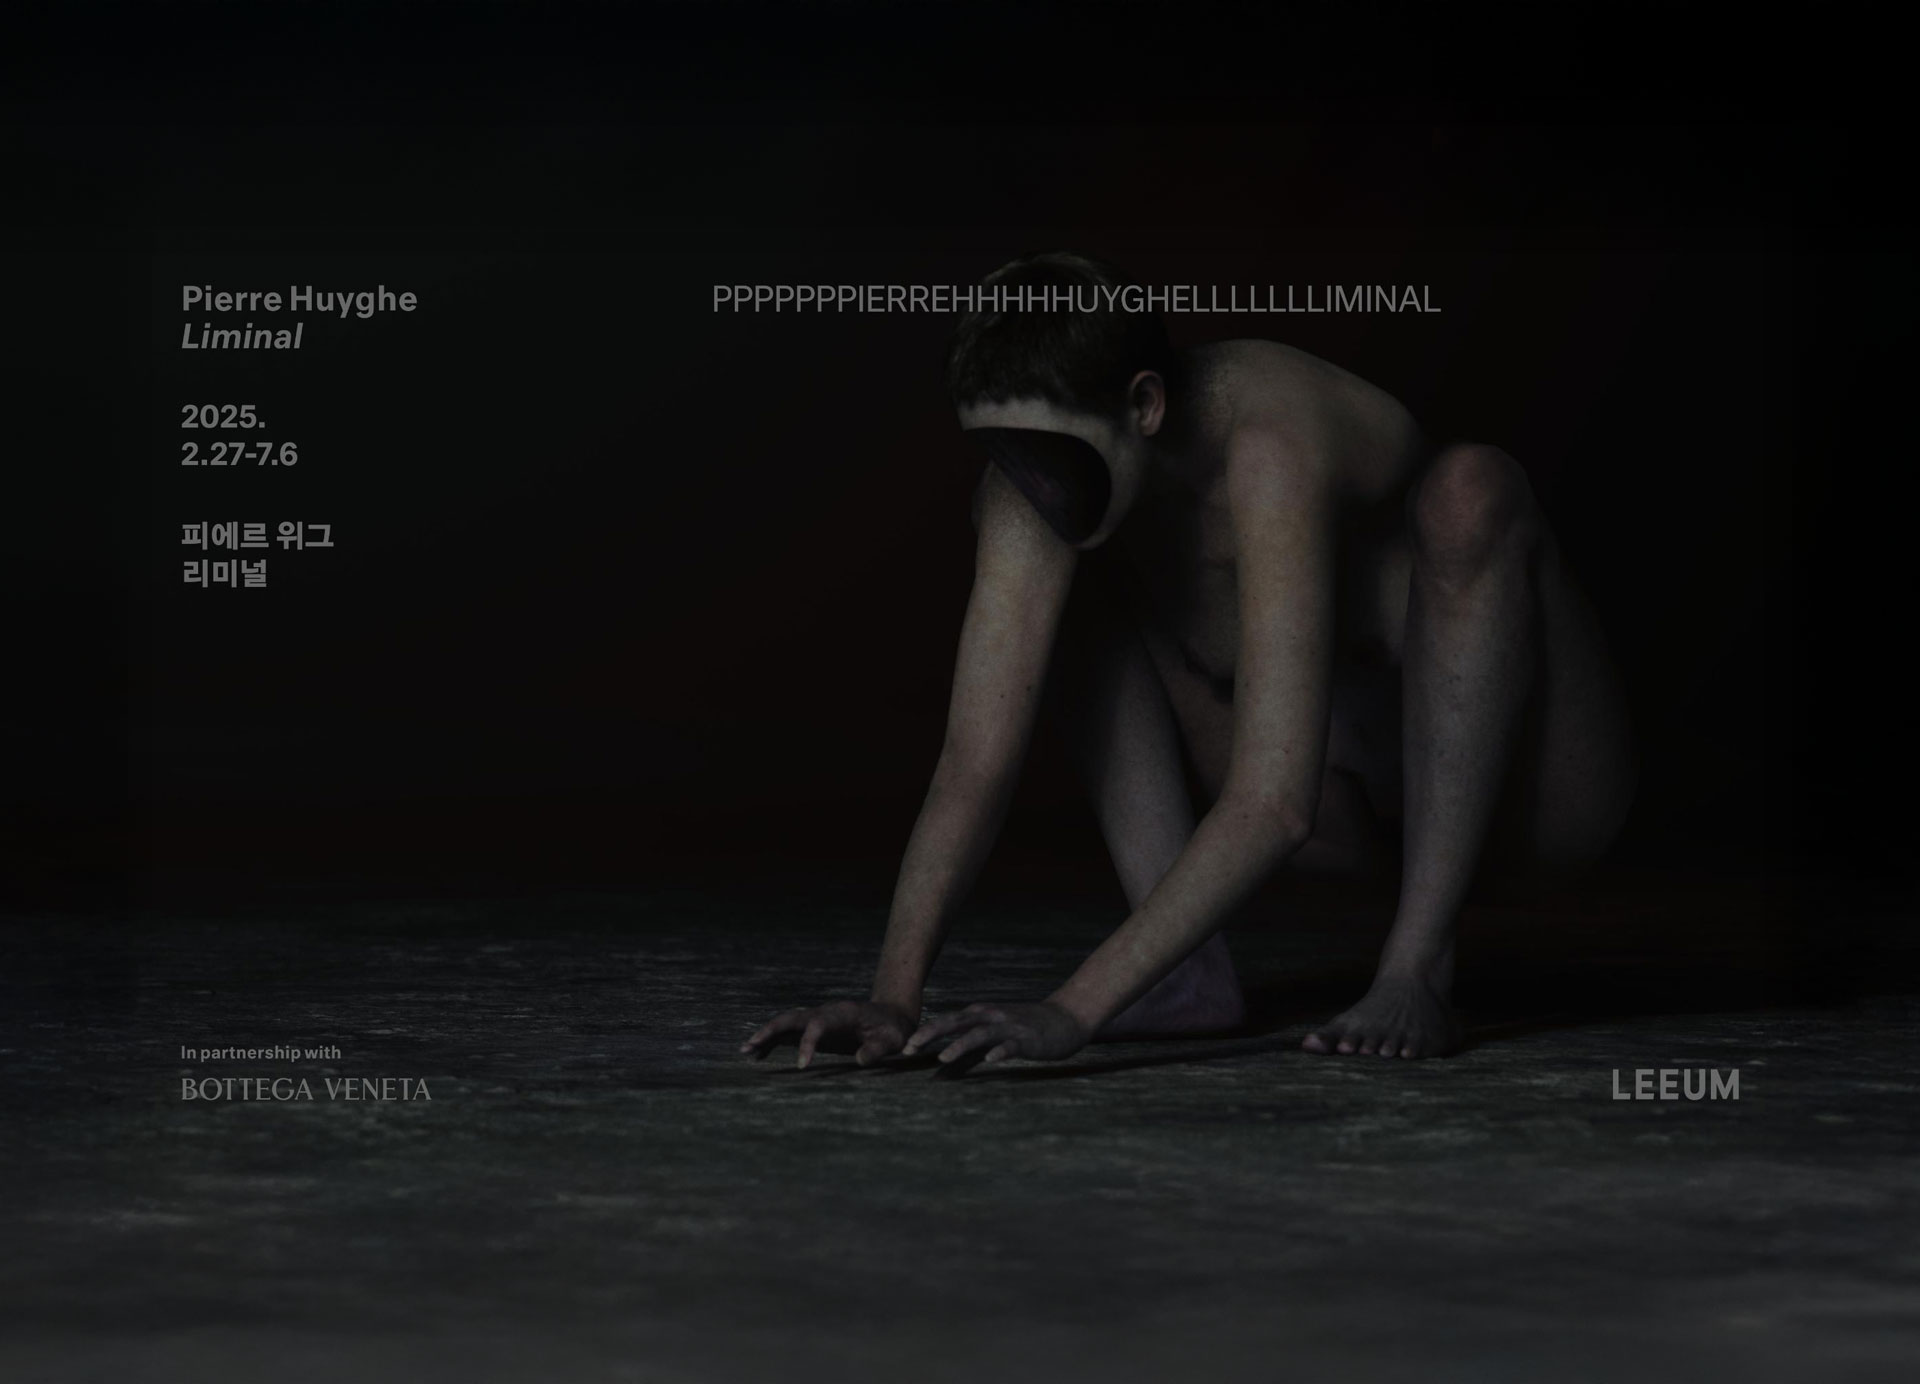 Pierre Huyghe
Liminal
2025.
2.27-7.6
피에르 위그
리미널
PPPPPPPIERREHHHHHUYGHELLLLLLLIMINAL
In partnership with
BOTTEGA VENETA
LEEUM